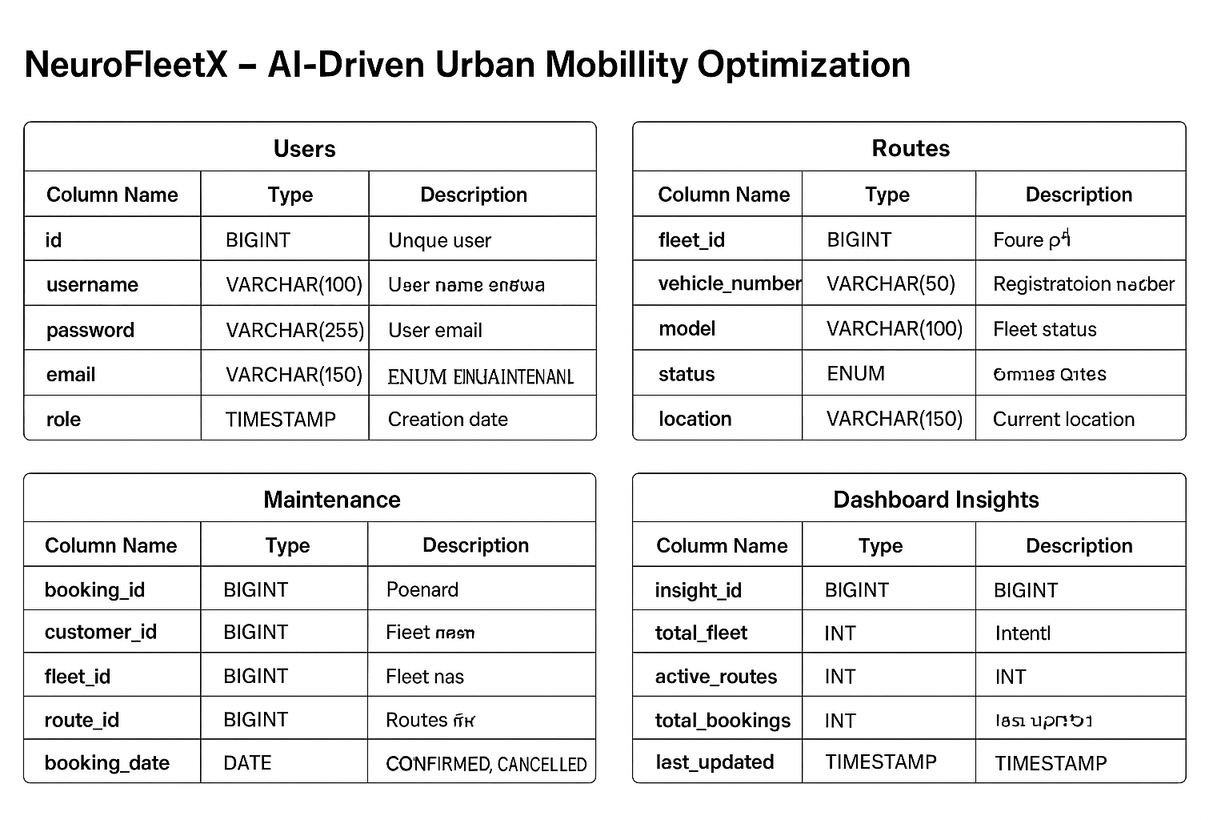 NeuroFleetX – AI-Driven Urban Mobillity Optimization
Users
Column Name Type Description
id BIGINT Unque user
username VARCHAR(100) User name
password VARCHAR(255) User email
email VARCHAR(150) ENUM
role TIMESTAMP Creation date
Routes
Column Name Type Description
fleet_id BIGINT Foure
vehicle_number VARCHAR(50) Registratoion
model VARCHAR(100) Fleet status
status ENUM
location VARCHAR(150) Current location
Maintenance
Column Name Type Description
booking_id BIGINT Poenard
customer_id BIGINT Fieet
fleet_id BIGINT Fleet nas
route_id BIGINT Routes
booking_date DATE CONFIRMED, CANCELLED
Dashboard Insights
Column Name Type Description
insight_id BIGINT BIGINT
total_fleet INT Intentl
active_routes INT INT
total_bookings INT
last_updated TIMESTAMP TIMESTAMP